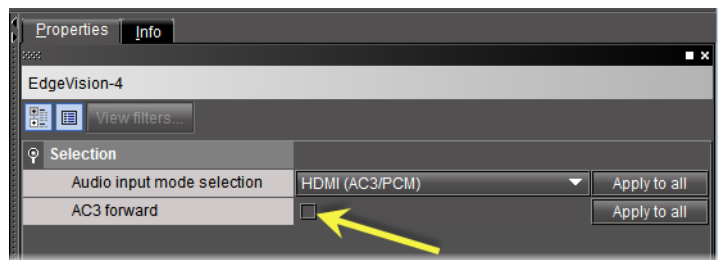 Properties Info
EdgeVision-4
View filters...
Selection
Audio input mode selection HDMI (AC3/PCM) Apply to all
AC3 forward Apply to all